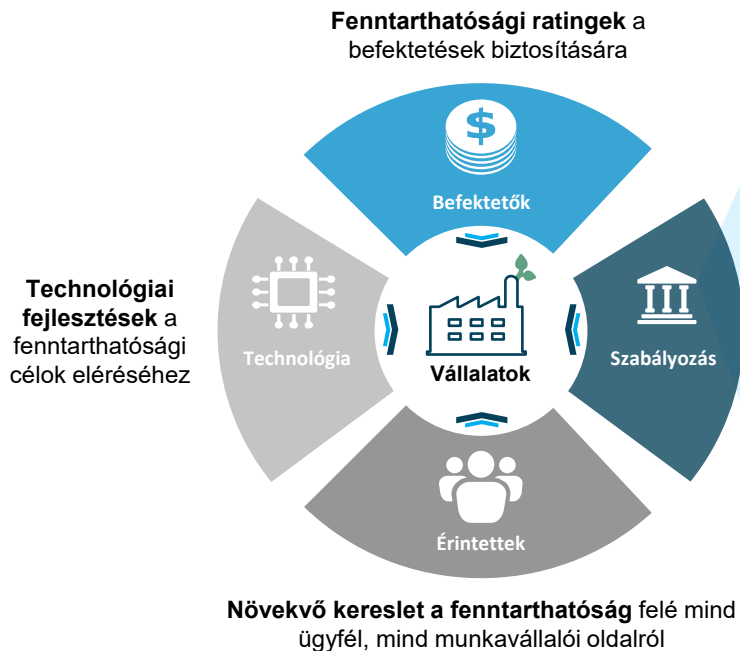 Fenntarthatósági ratingek a
befektetések biztosítására
$
Befektetők
Technológiai
fejlesztések a
fenntarthatósági
célok eléréséhez
Technológia
Vállalatok
Szabályozás
Érintettek
Növekvő kereslet a fenntarthatóság felé mind
ügyfél, mind munkavállalói oldalról